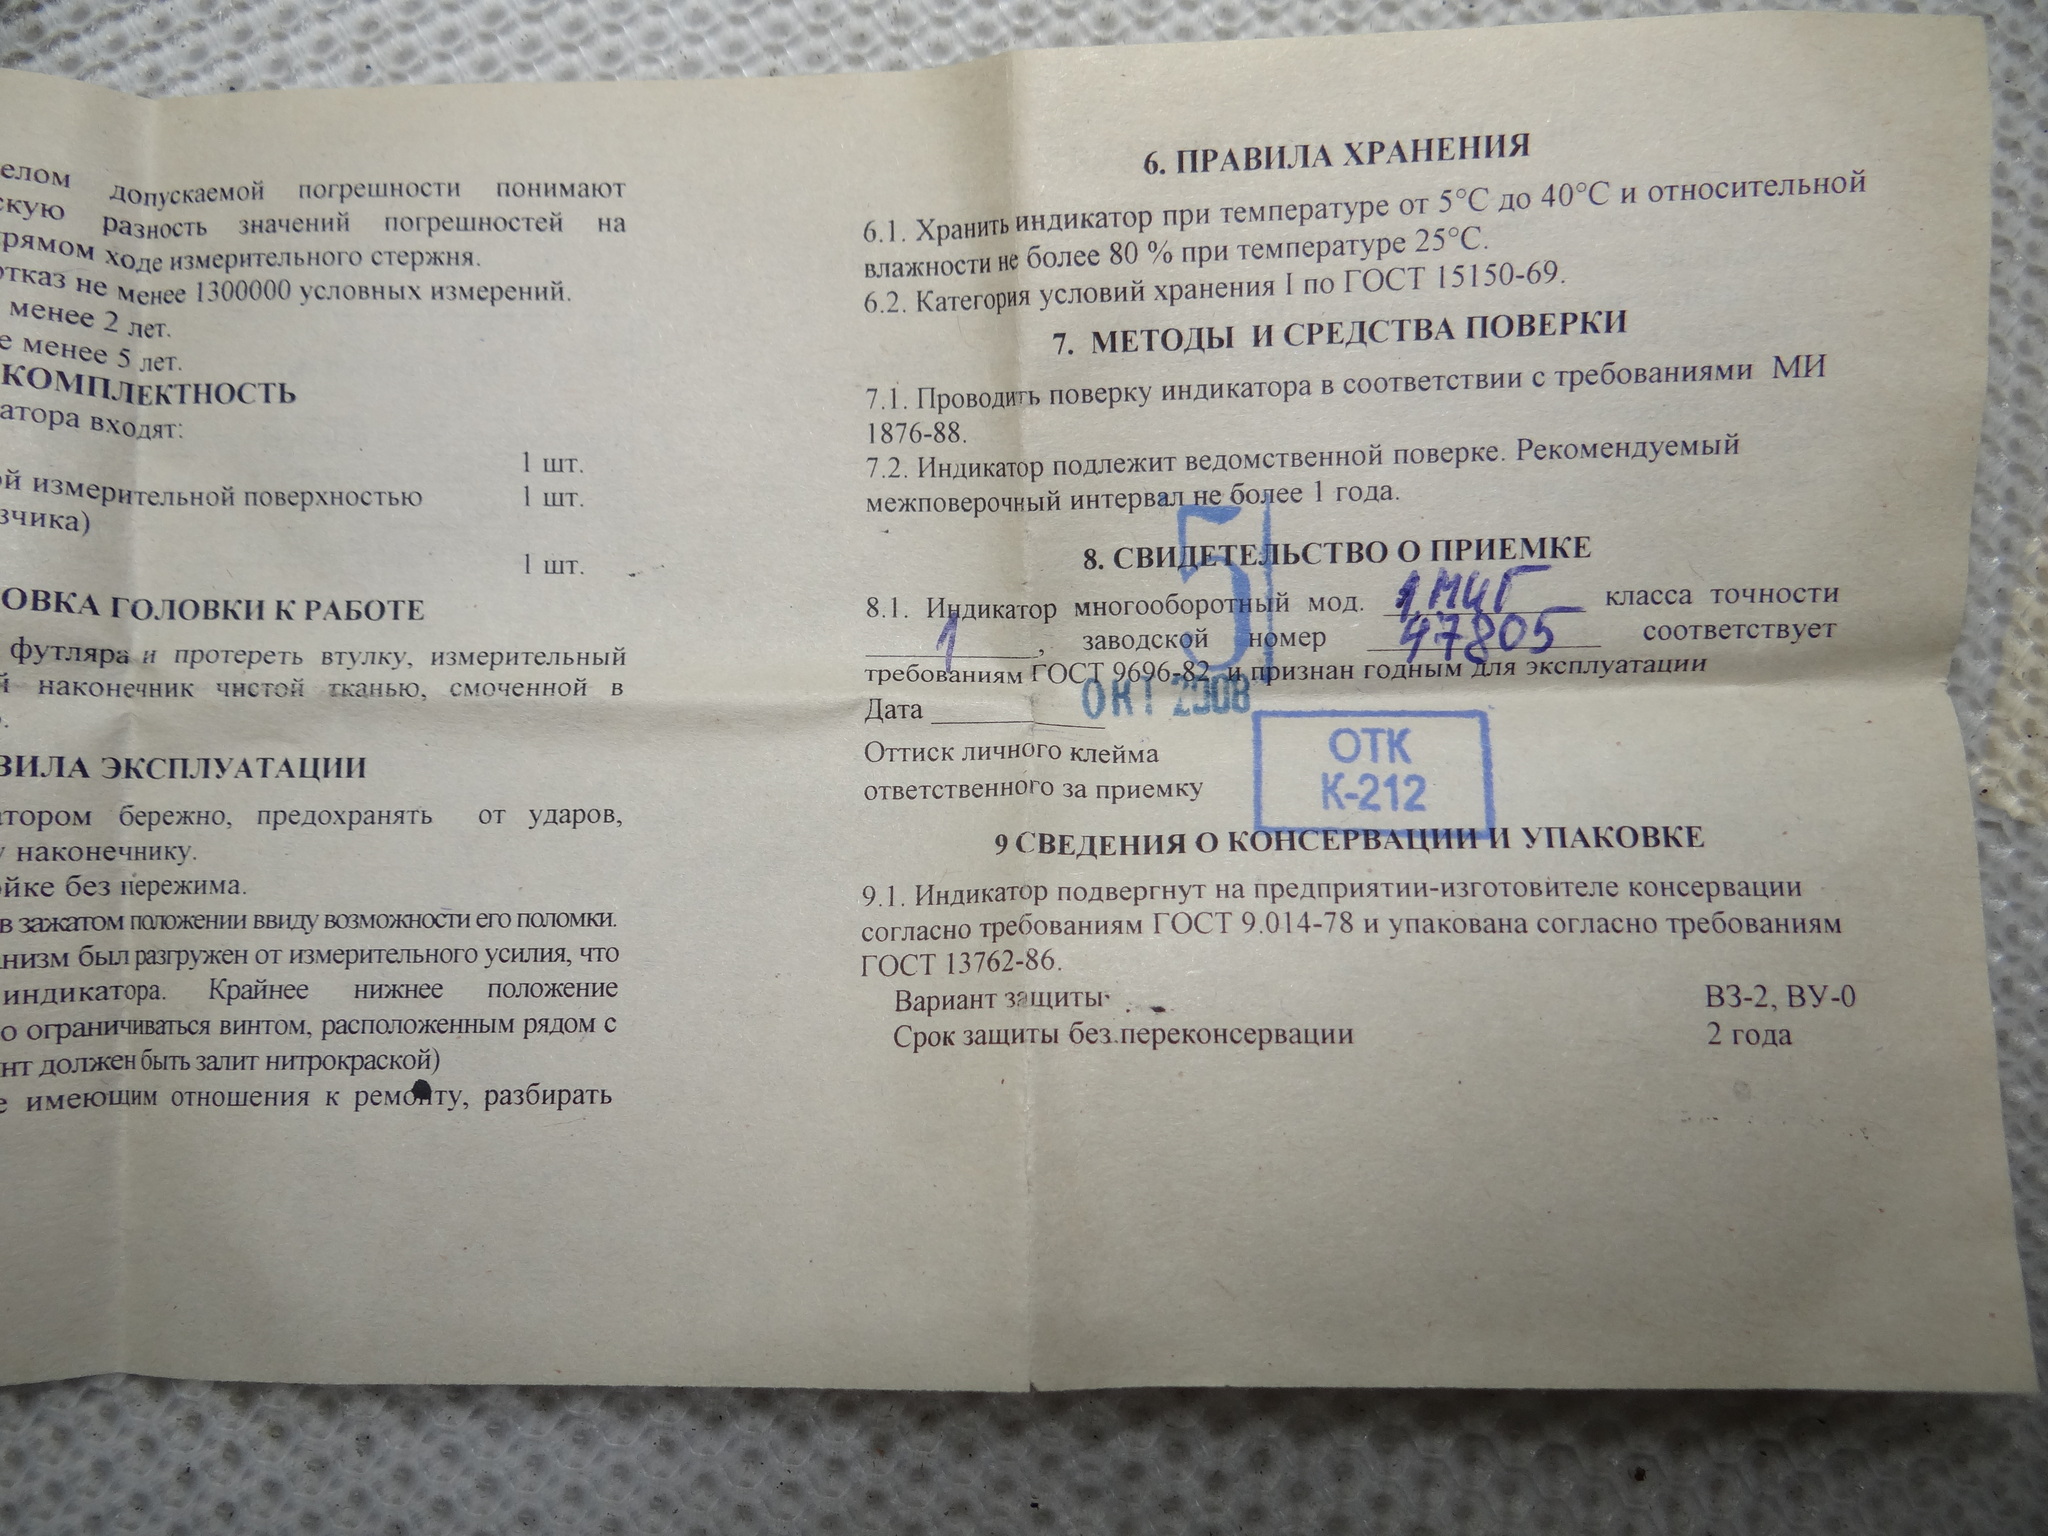 елом допускаемой погрешности понимают
скую разность значений погрешностей на
рямом ходе измерительного стержня.
отказ не менее 1300000 условных измерений.
менее 2 лет.
е менее 5 лет.
КОМПЛЕКТНОСТЬ
атора входят:
1 шт.
ой измерительной поверхностью 1 шт.
зчика)
1 шт.
ОВКА ГОЛОВКИ К РАБОТЕ
футляра и протереть втулку, измерительный
й наконечник чистой тканью, смоченной в
ВИЛА ЭКСПЛУАТАЦИИ
атором бережно, предохранять от ударов,
у наконечнику.
ойке без пережима.
в зажатом положении ввиду возможности его поломки.
низм был разгружен от измерительного усилия, что
индикатора. Крайнее нижнее положение
о ограничиваться винтом, расположенным рядом с
нт должен быть залит нитрокраской)
е имеющим отношения к ремонту, разбирать
6. ПРАВИЛА ХРАНЕНИЯ
6.1. Хранить индикатор при температуре от 5°С до 40°С и относительной
влажности не более 80 % при температуре 25°С.
6.2. Категория условий хранения I по ГОСТ 15150-69.
7. МЕТОДЫ И СРЕДСТВА ПОВЕРКИ
7.1. Проводить поверку индикатора в соответствии с требованиями МИ
1876-88.
7.2. Индикатор подлежит ведомственной поверке. Рекомендуемый
межповерочный интервал не более 1 года.
5
8. СВИДЕТЕЛЬСТВО О ПРИЕМКЕ
8.1. Индикатор многооборотный мод. 1МИГ класса точности
1, заводской номер 47805 соответствует
требованиям ГОСТ 9696-82 и признан годным для эксплуатации
Дата ОКТ 2008
Оттиск личного клейма
ответственного за приемку
ОТК
К-212
9 СВЕДЕНИЯ О КОНСЕРВАЦИИ И УПАКОВКЕ
9.1. Индикатор подвергнут на предприятии-изготовителе консервации
согласно требованиям ГОСТ 9.014-78 и упакована согласно требованиям
ГОСТ 13762-86.
Вариант защиты ВЗ-2, ВУ-0
Срок защиты без переконсервации 2 года